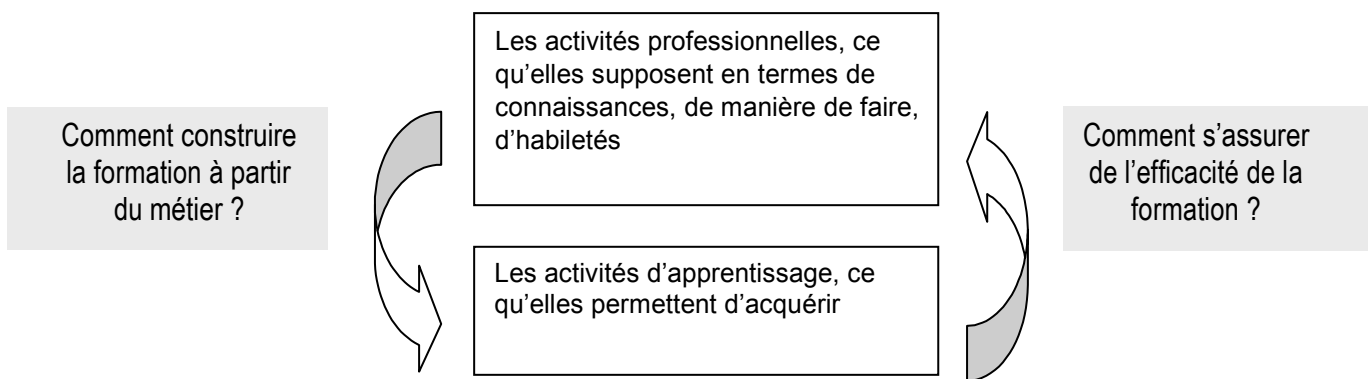 Les activités professionnelles, ce
qu’elles supposent en termes de
connaissances, de manière de faire,
d’habiletés
Comment construire
la formation à partir
du métier ?
Comment s’assurer
de l’efficacité de la
formation ?
Les activités d’apprentissage, ce
qu’elles permettent d’acquérir